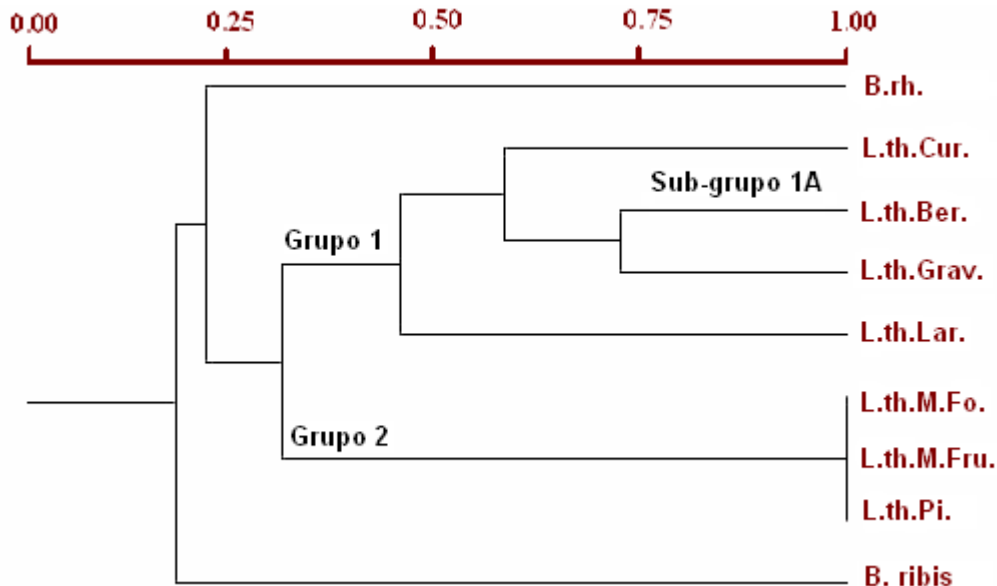 0.00 0.25 0.50 0.75 1.00
B.rh.
L.th.Cur.
Sub-grupo 1A
L.th.Ber.
Grupo 1
L.th.Grav.
L.th.Lar.
L.th.M.Fo.
Grupo 2
L.th.M.Fru.
L.th.Pi.
B. ribis